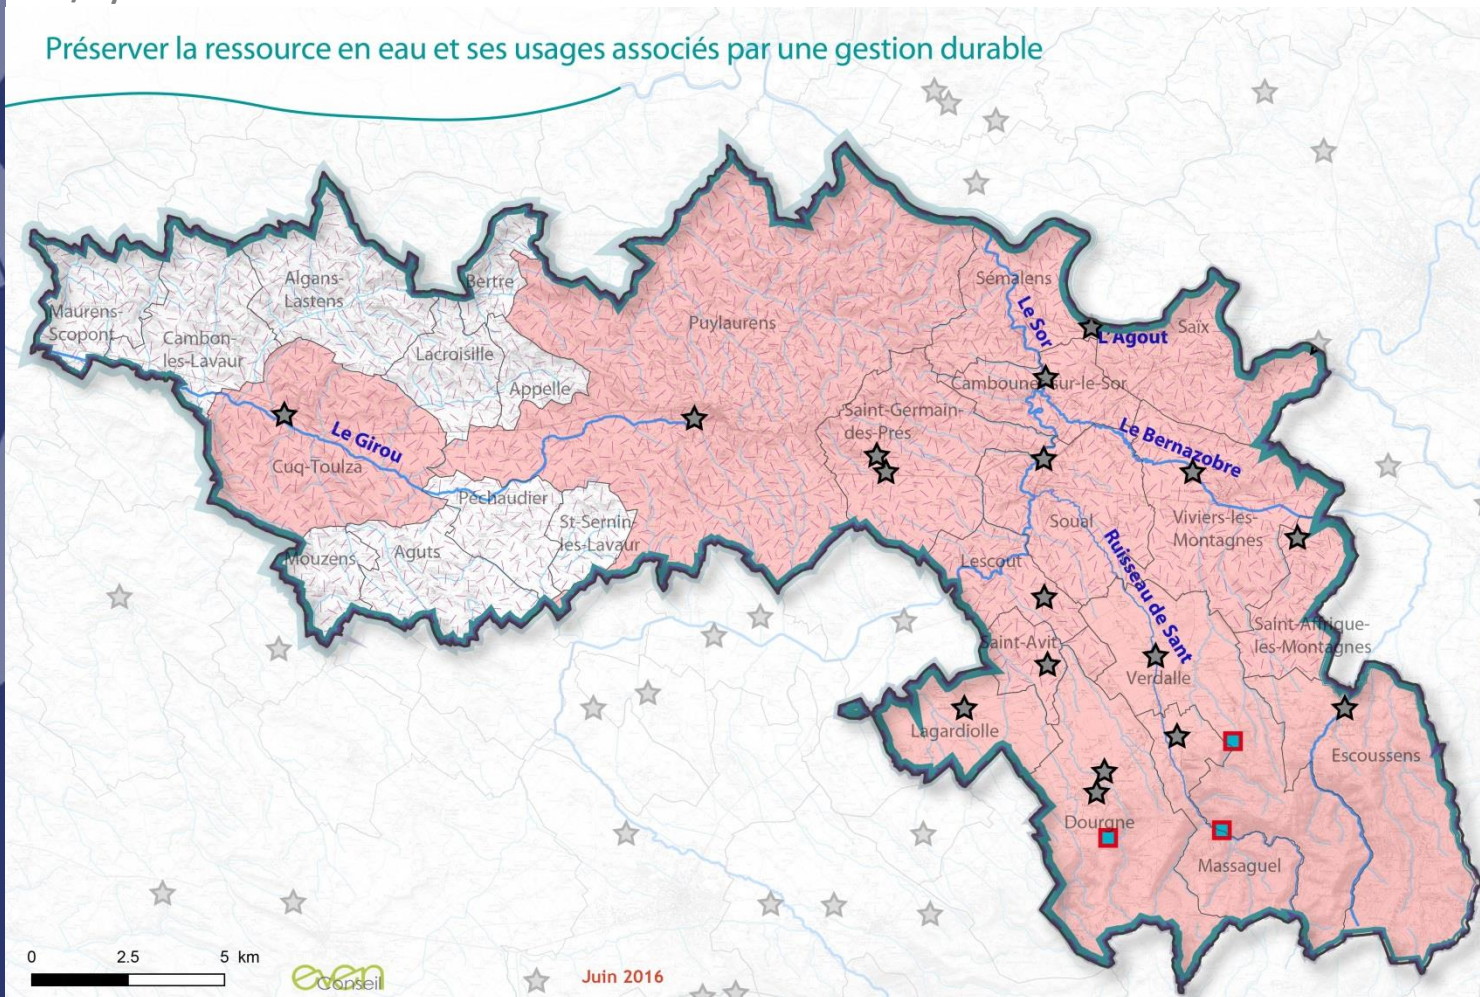 Préserver la ressource en eau et ses usages associés par une gestion durable
Algans-
Lastens
Bertre
Sémalens
Maurens-
Scopont
Cambon-
les-Lavaur
Lacroisille
Appelle
Puylaurens
Le Sor
L'Agout
Saïx
Cambounet-sur-le-Sor
Saint-Germain-
des-Prés
Le Girou
Cuq-Toulza
Le Bernazobre
Péchaudier
St-Sernin-
les-Lavaur
Soual
Viviers-les-
Montagnes
Mouzens
Aguts
Lescout
Ruisseau de Sant
Saint-Avit
Saint-Affrique-
les-Montagnes
Verdalle
Lagardiolle
Escoussens
Dourgne
Massaguel
0 2.5 5 km
even
Conseil
Juin 2016